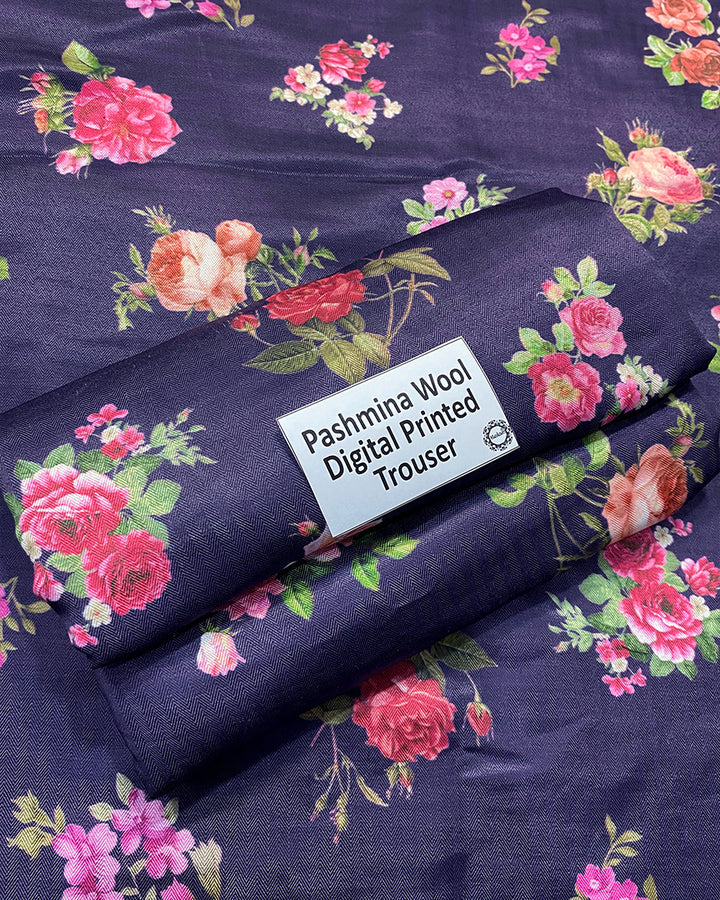 Pashmina Wool
Digital Printed
Trouser